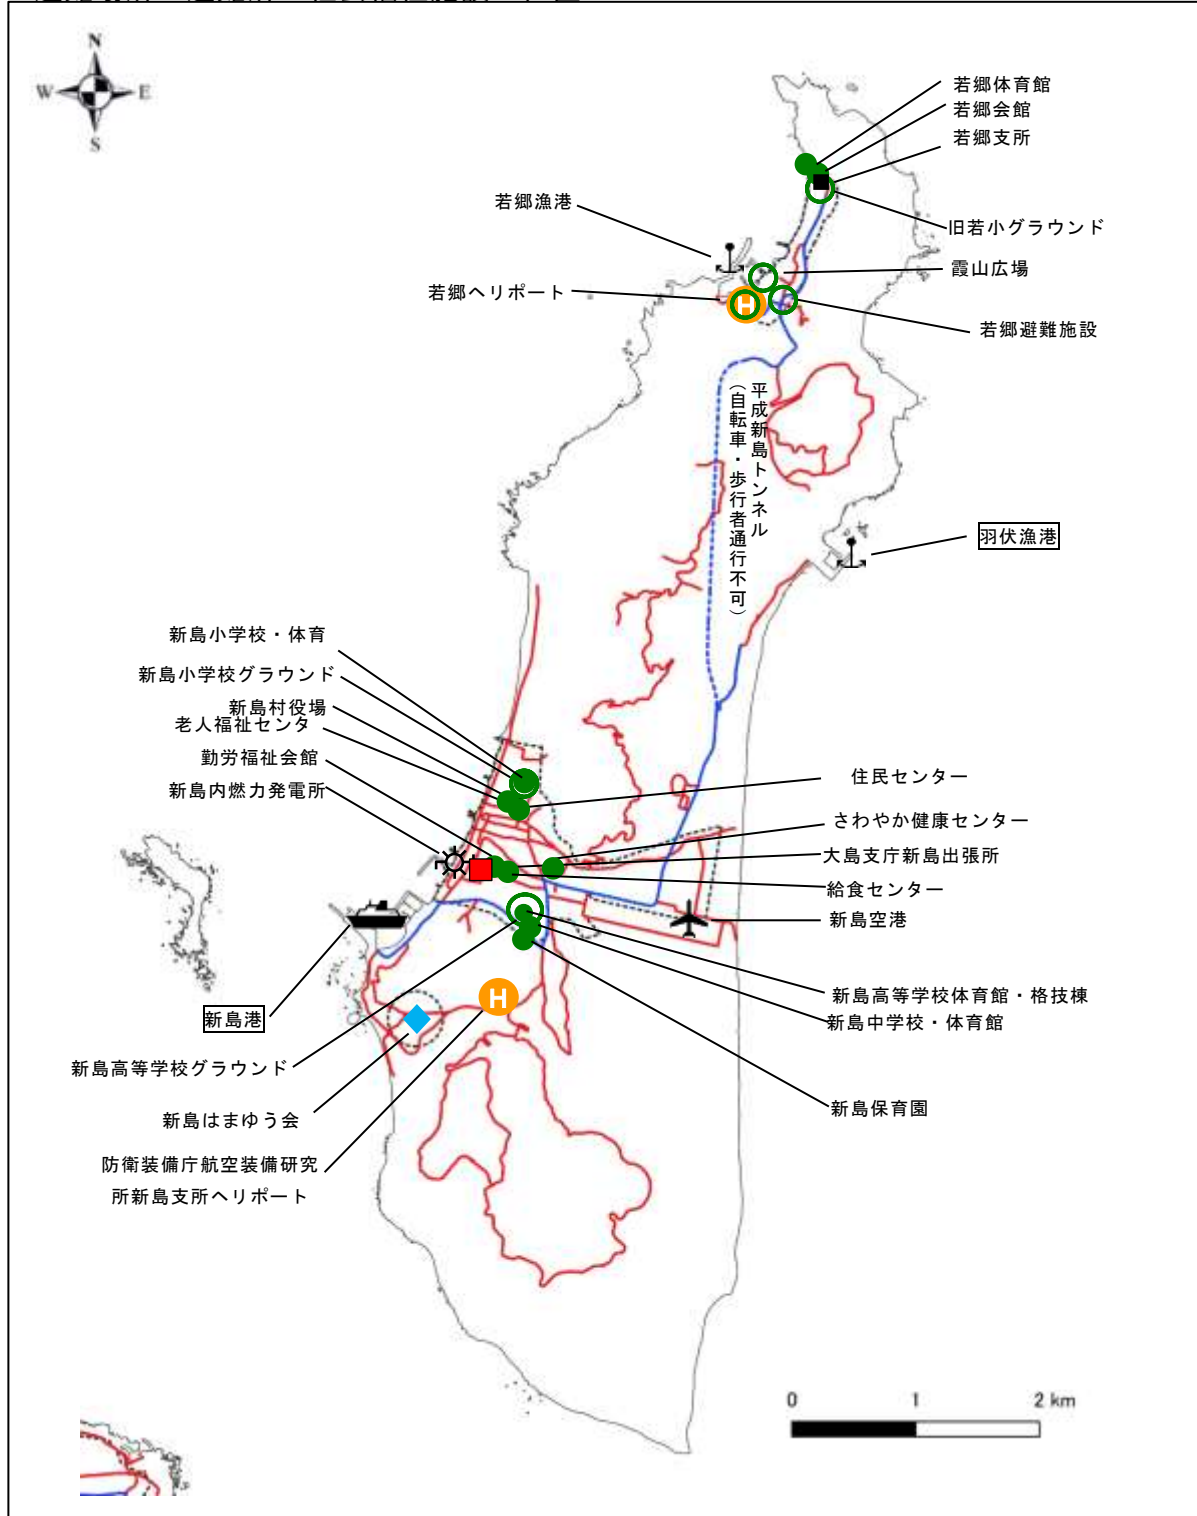 N
W E
S
若郷体育館
若郷会館
若郷支所
若郷漁港
旧若小グラウンド
霞山広場
若郷ヘリポート
H
若郷避難施設
平成新島トンネル
（自転車・歩行者通行不可）
羽伏漁港
新島小学校・体育
新島小学校グラウンド
新島村役場
老人福祉センタ
勤労福祉会館
新島内燃力発電所
住民センター
さわやか健康センター
大島支庁新島出張所
給食センター
新島空港
新島高等学校体育館・格技棟
新島中学校・体育館
H
新島港
新島高等学校グラウンド
新島はまゆう会
新島保育園
防衛装備庁航空装備研究
所新島支所ヘリポート
0 1 2 km